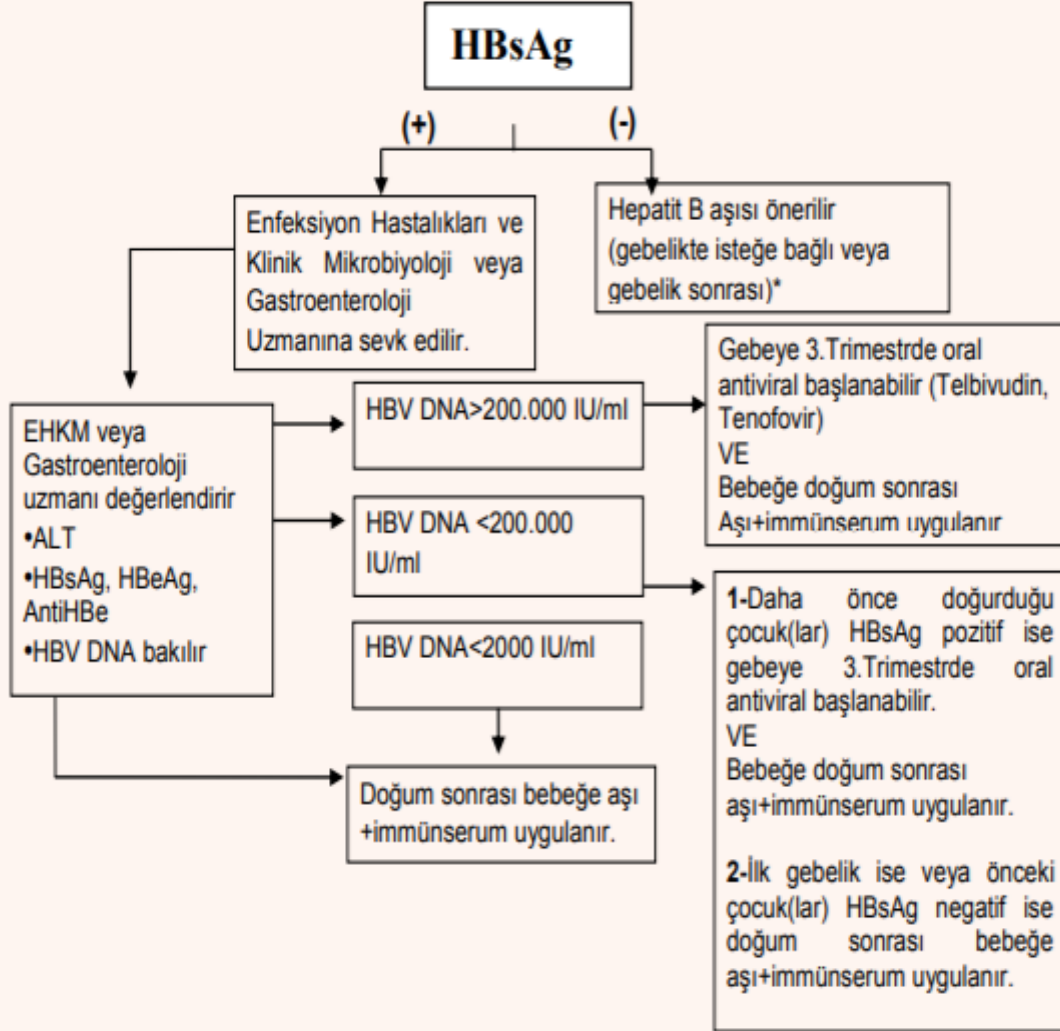 HBsAg
(+)
(-)
Enfeksiyon Hastalıkları ve
Klinik Mikrobiyoloji veya
Gastroenteroloji
Uzmanına sevk edilir.
Hepatit B aşısı önerilir
(gebelikte isteğe bağlı veya
gebelik sonrası)*
EHKM veya
Gastroenteroloji
uzmanı değerlendirir
•ALT
•HBsAg, HBeAg,
AntiHBe
•HBV DNA bakılır
HBV DNA>200.000 IU/ml
Gebeye 3.Trimestrde oral
antiviral başlanabilir (Telbivudin,
Tenofovir)
VE
Bebeğe doğum sonrası
Aşı+immünserum uygulanır
HBV DNA <200.000
IU/ml
1-Daha önce doğurduğu
çocuk(lar) HBsAg pozitif ise
gebeye 3.Trimestrde oral
antiviral başlanabilir.
VE
Bebeğe doğum sonrası
aşı+immünserum uygulanır.
2-İlk gebelik ise veya önceki
çocuk(lar) HBsAg negatif ise
doğum sonrası bebeğe
aşı+immünserum uygulanır.
HBV DNA<2000 IU/ml
Doğum sonrası bebeğe aşı
+immünserum uygulanır.